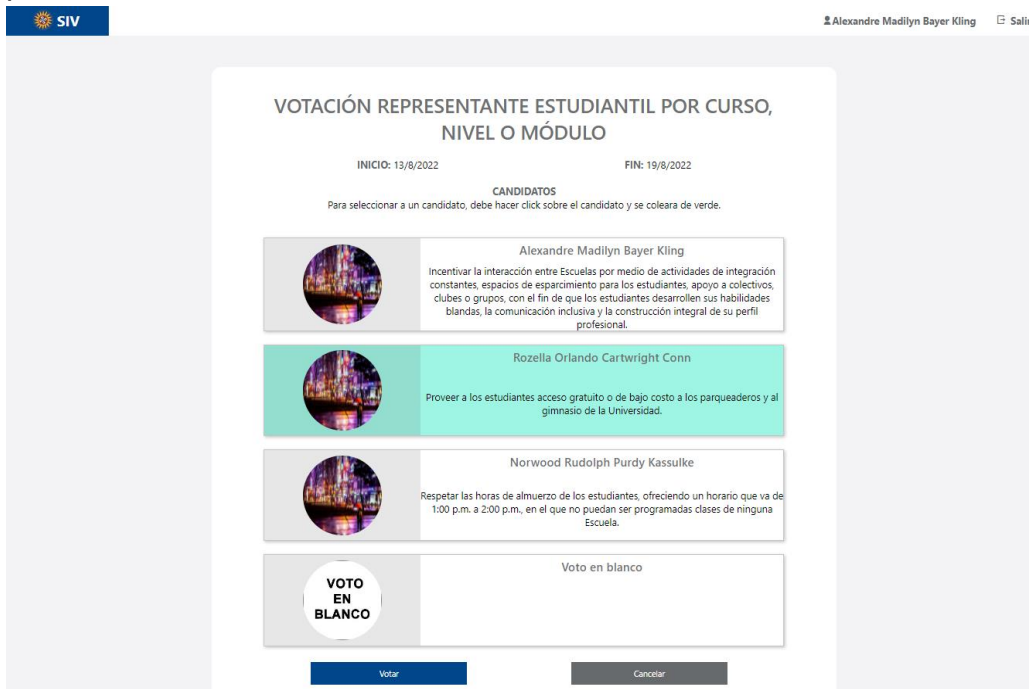 SIV
Alexandre Madilyn Bayer Kling
Salir
VOTACIÓN REPRESENTANTE ESTUDIANTIL POR CURSO,
NIVEL O MÓDULO
INICIO: 13/8/2022 FIN: 19/8/2022
CANDIDATOS
Para seleccionar a un candidato, debe hacer click sobre el candidato y se coleara de verde.
Alexandre Madilyn Bayer Kling
Incentivar la interacción entre Escuelas por medio de actividades de integración
constantes, espacios de esparcimiento para los estudiantes, apoyo a colectivos,
clubes o grupos, con el fin de que los estudiantes desarrollen sus habilidades
blandas, la comunicación inclusiva y la construcción integral de su perfil
profesional.
Rozella Orlando Cartwright Conn
Proveer a los estudiantes acceso gratuito o de bajo costo a los parqueaderos y al
gimnasio de la Universidad.
Norwood Rudolph Purdy Kassulke
Respetar las horas de almuerzo de los estudiantes, ofreciendo un horario que va de
1:00 p.m. a 2:00 p.m., en el que no puedan ser programadas clases de ninguna
Escuela.
VOTO
EN
BLANCO
Voto en blanco
Votar
Cancelar